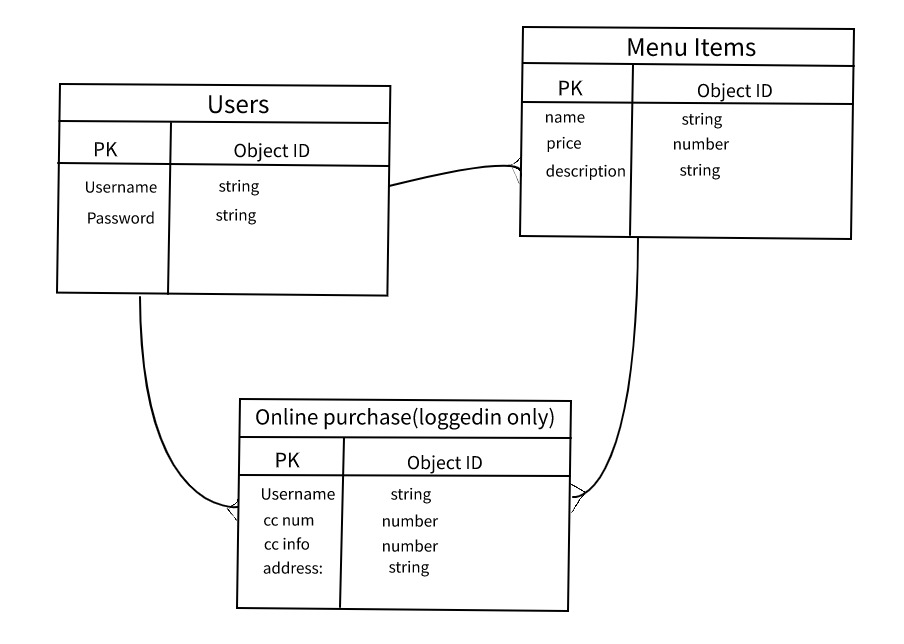 Users
PK Object ID
Username string
Password string
Menu Items
PK Object ID
name string
price number
description string
Online purchase(loggedin only)
PK Object ID
Username string
cc num number
cc info number
address: string